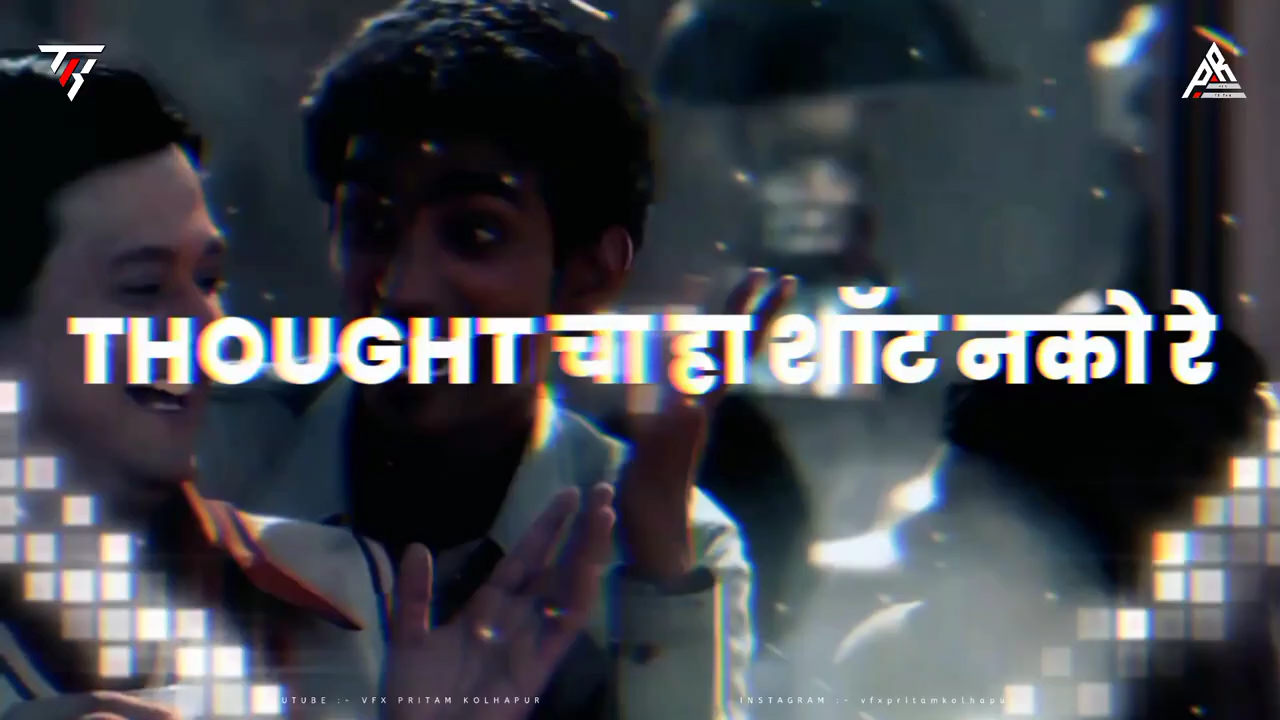 THOUGHT चा हा शॉट नको रे
UTUBE :- VFX PRITAM KOLHAPUR
INSTAGRAM :- vfxpritamkolhapu